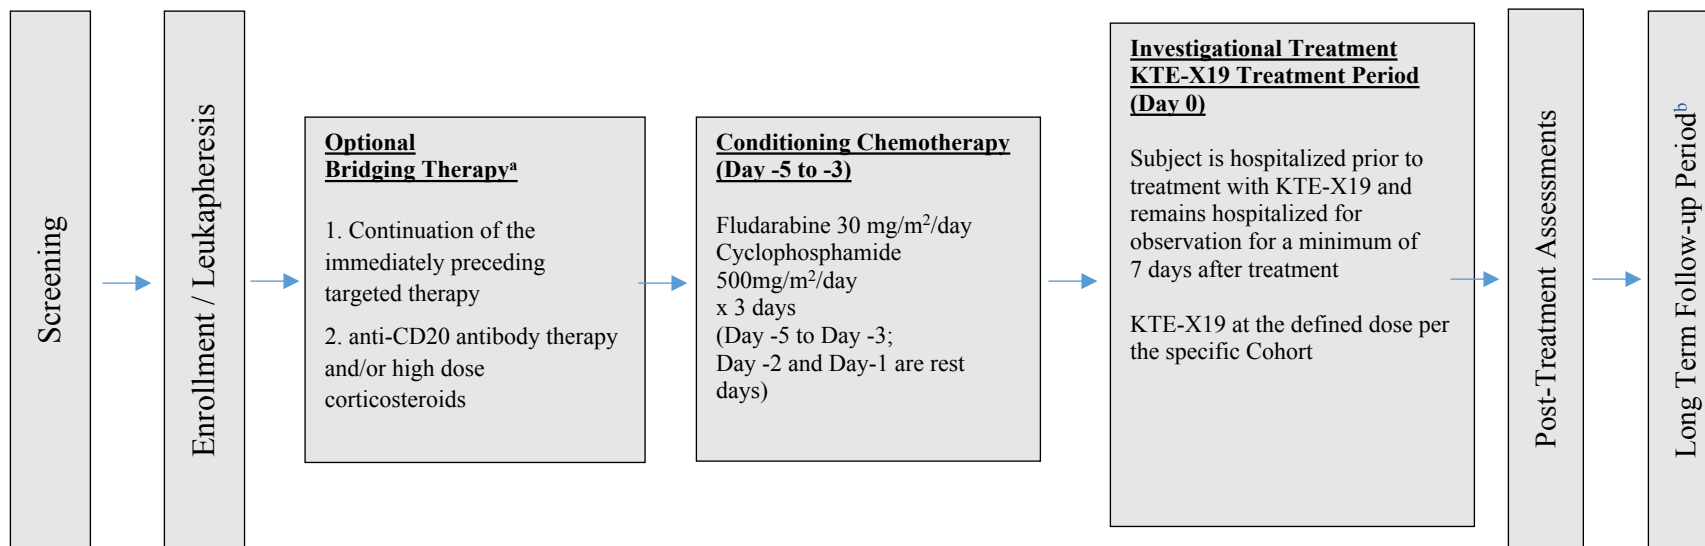 Screening
Enrollment / Leukapheresis
Optional
Bridging Therapyᵃ
1. Continuation of the
immediately preceding
targeted therapy
2. anti-CD20 antibody therapy
and/or high dose
corticosteroids
Conditioning Chemotherapy
(Day -5 to -3)
Fludarabine 30 mg/m²/day
Cyclophosphamide
500mg/m²/day
x 3 days
(Day -5 to Day -3;
Day -2 and Day-1 are rest
days)
Investigational Treatment
KTE-X19 Treatment Period
(Day 0)
Subject is hospitalized prior to
treatment with KTE-X19 and
remains hospitalized for
observation for a minimum of
7 days after treatment
KTE-X19 at the defined dose per
the specific Cohort
Post-Treatment Assessments
Long Term Follow-up Periodᵇ